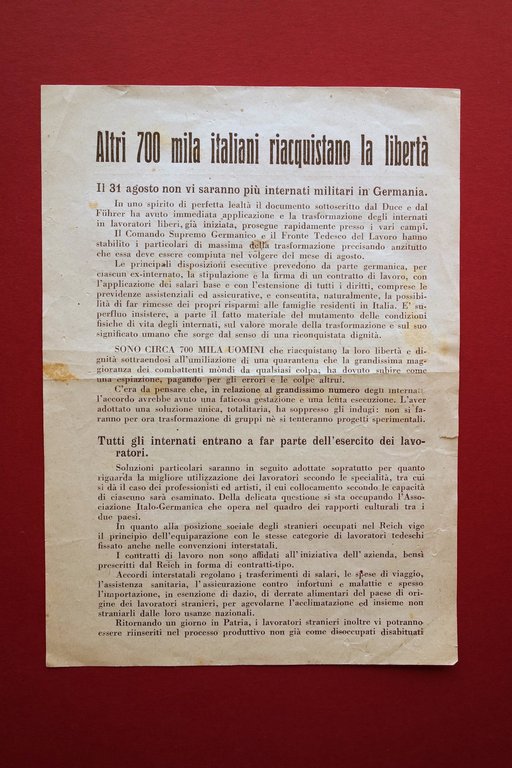 Altri 700 mila italiani riacquistano la libertà
Il 31 agosto non vi saranno più internati militari in Germania.
In uno spirito di perfetta lealtà il documento sottoscritto dal Duce e dal
Führer ha avuto immediata applicazione e la trasformazione degli internati
in lavoratori liberi, già iniziata, prosegue rapidamente presso i vari campi.
Il Comando Supremo Germanico e il Fronte Tedesco del Lavoro hanno
stabilito i particolari di massima della trasformazione precisando anzitutto
che essa deve essere compiuta nel volgere del mese di agosto.
Le principali disposizioni esecutive prevedono da parte germanica, per
ciascun ex-internato, la stipulazione e la firma di un contratto di lavoro, con
l'applicazione dei salari base e con l'estensione di tutti i diritti, comprese le
previdenze assistenziali ed assicurative, e consentita, naturalmente, la possibi-
lità di far rimesse dei propri risparmi alle famiglie residenti in Italia. E' su-
perfluo insistere, a parte il fatto materiale del mutamento delle condizioni
fisiche di vita degli internati, sul valore morale della trasformazione e sul suo
significato umano che sorge dal senso di una riconquistata dignità.
SONO CIRCA 700 MILA UOMINI che riacquistano la loro libertà e di-
gnità sottraendosi all'umiliazione di una quarantena che la grandissima mag-
gioranza dei combattenti mòndi da qualsiasi colpa, ha dovuto subire come
una espiazione, pagando per gli errori e le colpe altrui.
C'era da pensare che, in relazione al grandissimo numero degli internati
l'accordo avrebbe avuto una faticosa gestazione e una lenta esecuzione. L'aver
adottato una soluzione unica, totalitaria, ha soppresso gli indugi: non si fa-
ranno per ora trasformazione di gruppi nè si tenteranno progetti sperimentali.
Tutti gli internati entrano a far parte dell'esercito dei lavo-
ratori.
Soluzioni particolari saranno in seguito adottate sopratutto per quanto
riguarda la migliore utilizzazione dei lavoratori secondo le specialità, tra cui
si dà il caso dei professionisti ed artisti, il cui collocamento secondo le capacità
di ciascuno sarà esaminato. Della delicata questione si sta occupando l'Asso-
ciazione Italo-Germanica che opera nel quadro dei rapporti culturali tra i
due paesi.
In quanto alla posizione sociale degli stranieri occupati nel Reich vige
il principio dell'equiparazione con le stesse categorie di lavoratori tedeschi
fissato anche nelle convenzioni interstatali.
I contratti di lavoro non sono affidati all'iniziativa dell'azienda, bensì
prescritti dal Reich in forma di contratti-tipo.
Accordi interstatali regolano i trasferimenti di salari, le spese di viaggio,
l'assistenza sanitaria, l'assicurazione contro infortuni e malattie e spesso
l'importazione, in esenzione di dazio, di derrate alimentari del paese di ori-
gine dei lavoratori stranieri, per agevolarne l'acclimatazione ed insieme non
straniarli dalle loro usanze nazionali.
Ritornando un giorno in Patria, i lavoratori stranieri inoltre vi potranno
essere riinseriti nel processo produttivo non già come disoccupati disabituati